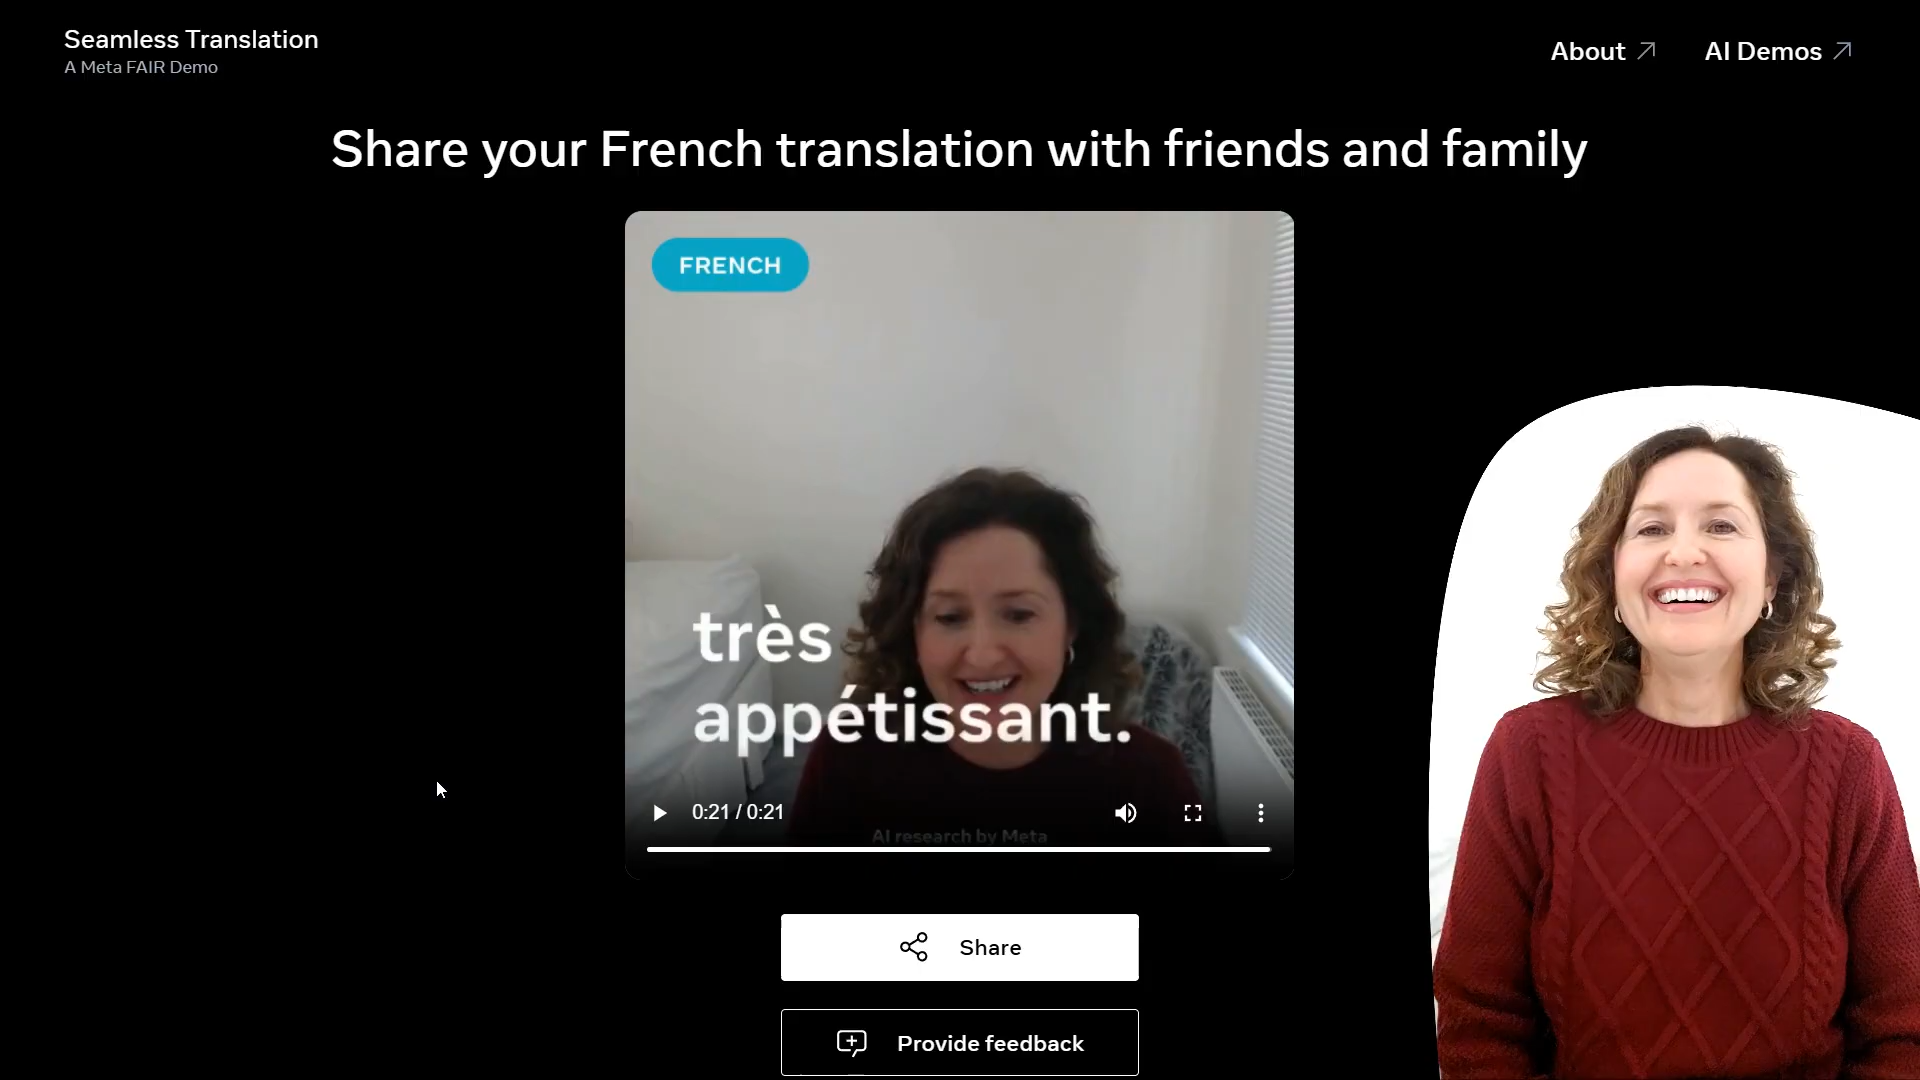 Seamless Translation
A Meta FAIR Demo
About
AI Demos
Share your French translation with friends and family
FRENCH
très
appétissant.
0:21 / 0:21
AI research by Meta
Share
Provide feedback